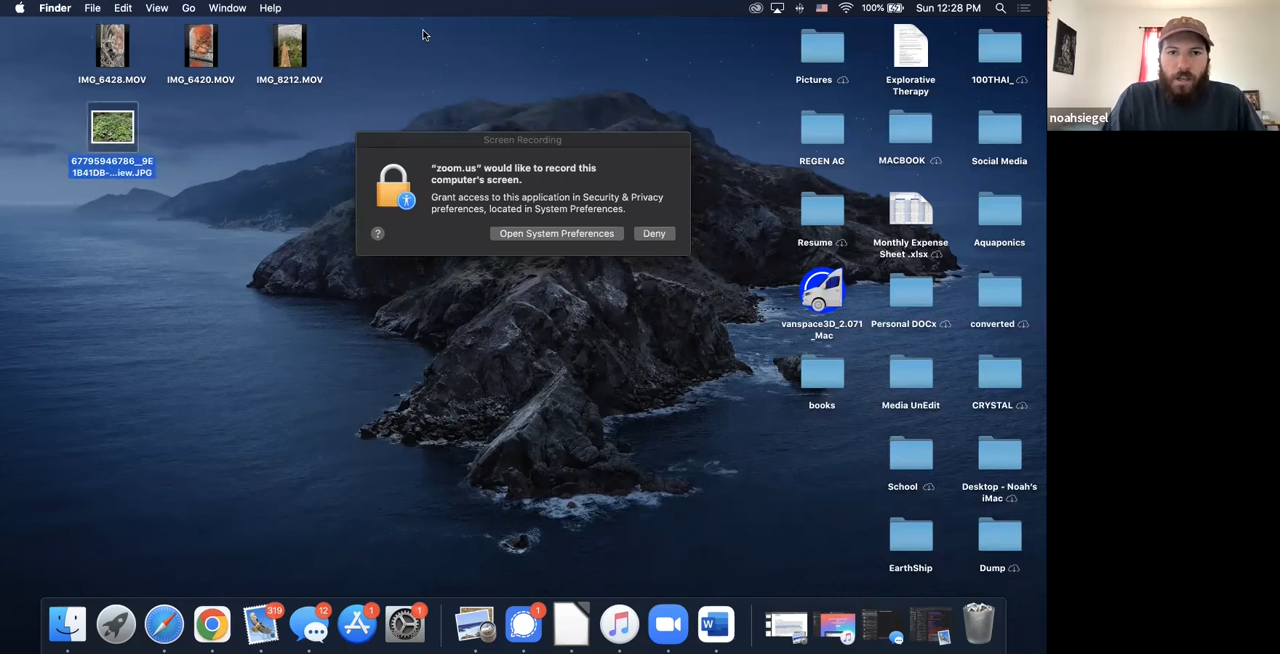 Finder File Edit View Go Window Help
100% Sun 12:28 PM
IMG_6428.MOV
IMG_6420.MOV
IMG_8212.MOV
67795946786__9E
1B41DB-...iew.JPG
Screen Recording
“zoom.us” would like to record this
computer's screen.
Grant access to this application in Security & Privacy
preferences, located in System Preferences.
?
Open System Preferences
Deny
Pictures
Explorative
Therapy
100THAI_
REGEN AG
MACBOOK
Social Media
Resume
Monthly Expense
Sheet .xlsx
Aquaponics
vanspace3D_2.071
_Mac
Personal DOCx
converted
books
Media UnEdit
CRYSTAL
School
Desktop - Noah's
iMac
EarthShip
Dump
noahsiegel
319
12
1
1
1
W